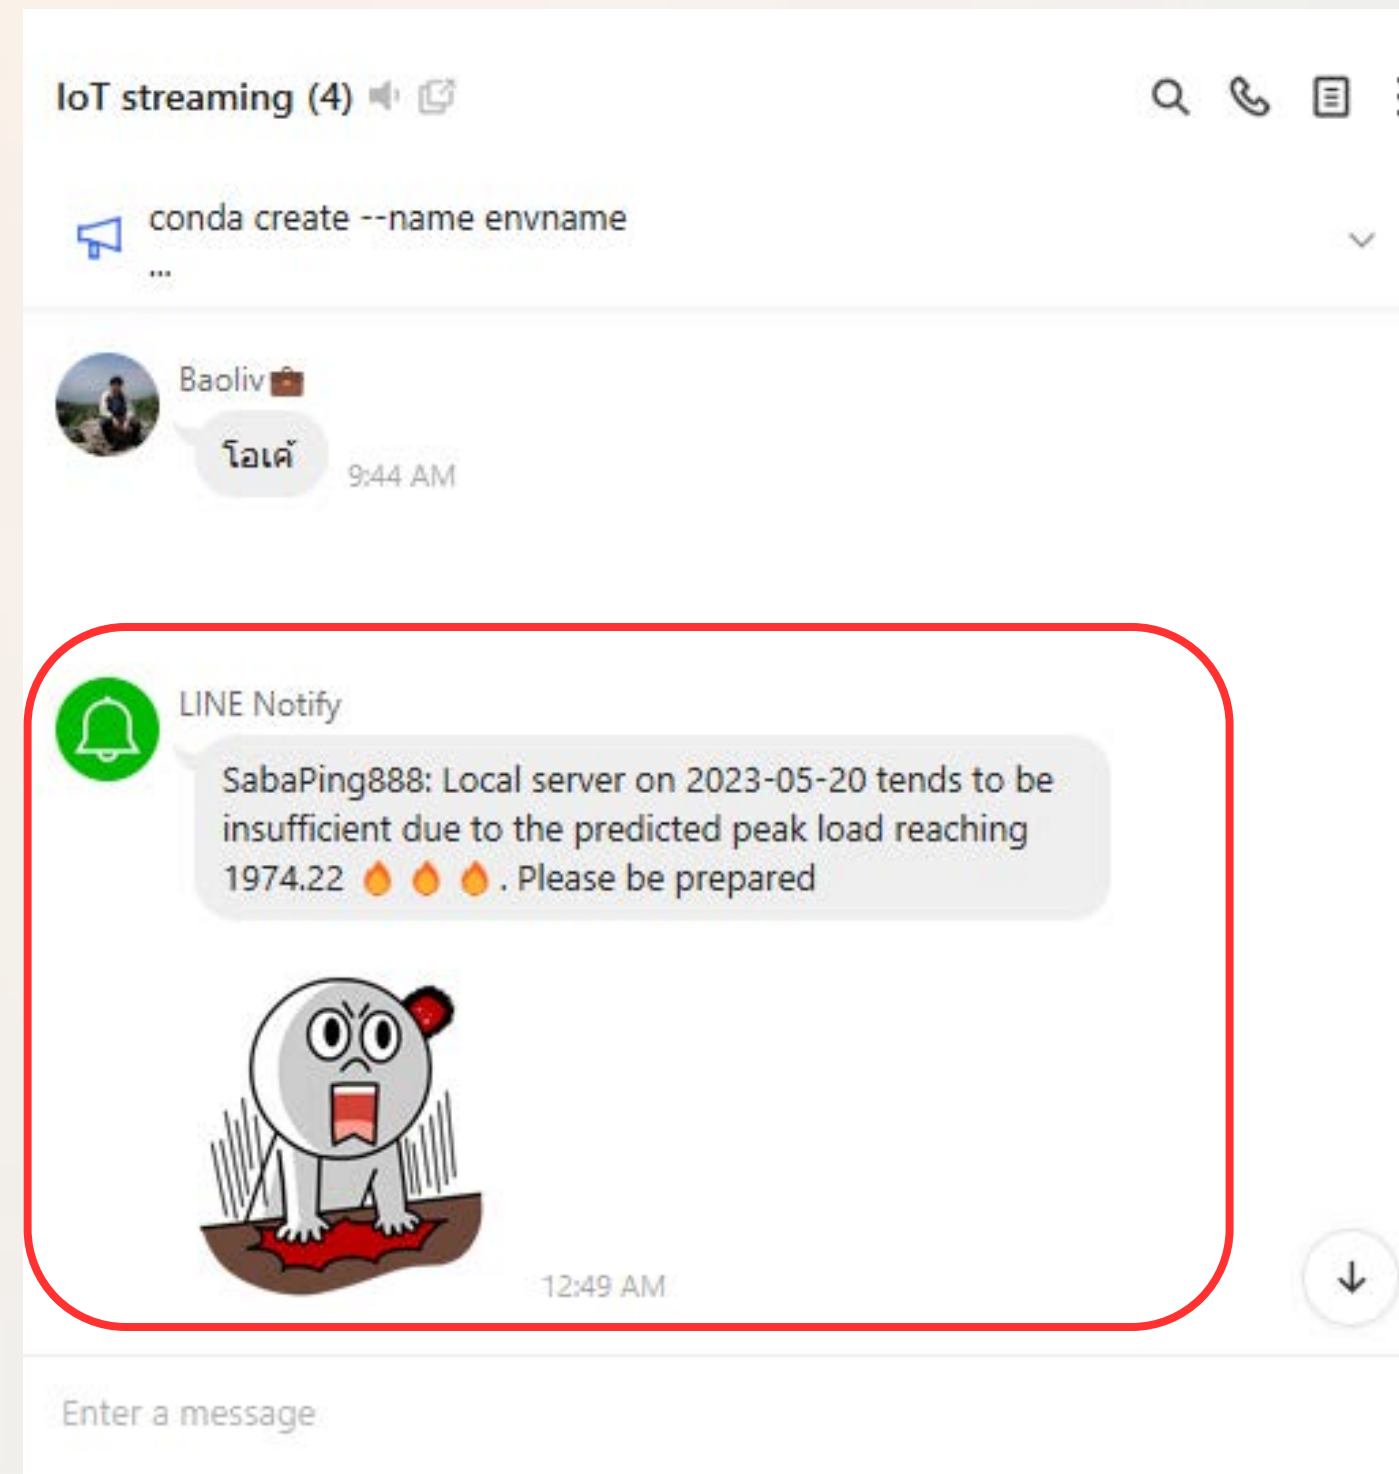 IoT streaming (4)
conda create --name envname
...
Baoliv💼
โอเค้
9:44 AM
LINE Notify
SabaPing888: Local server on 2023-05-20 tends to be
insufficient due to the predicted peak load reaching
1974.22 🔥 🔥 🔥 . Please be prepared
12:49 AM
Enter a message